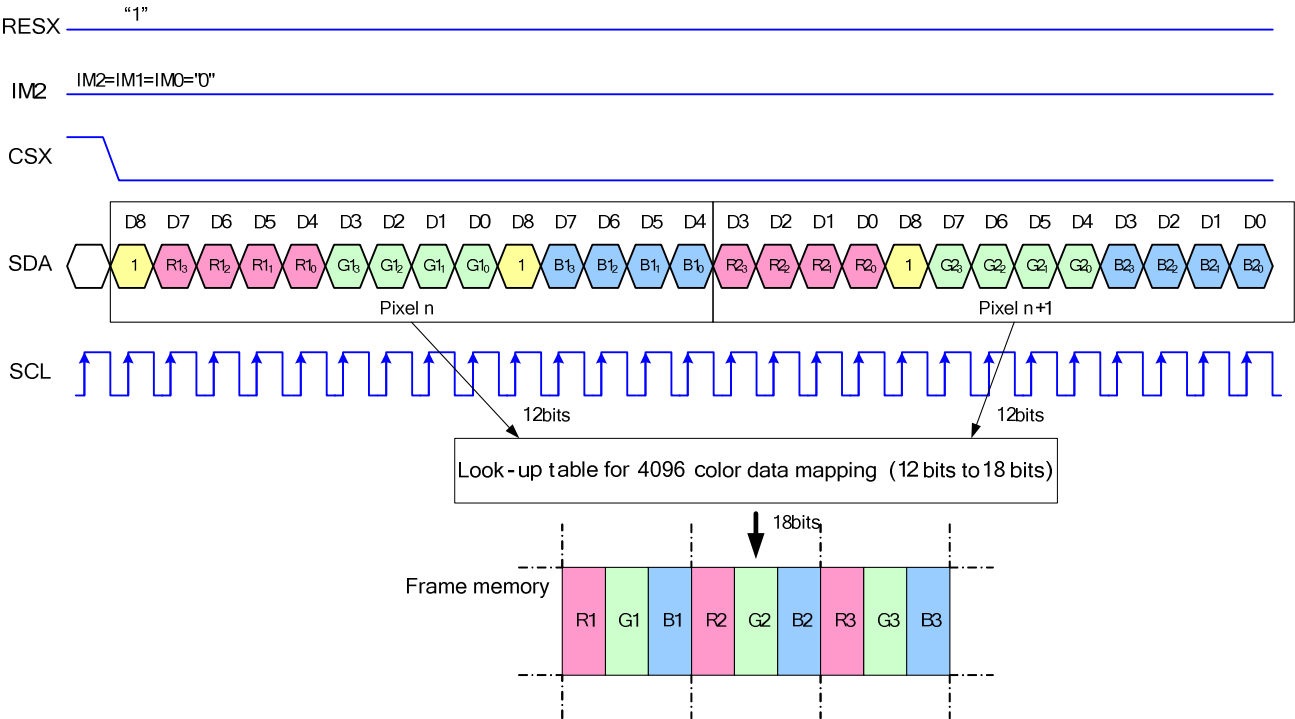 RESX "1"
IM2 IM2=IM1=IM0="0"
CSX
D8 D7 D6 D5 D4 D3 D2 D1 D0 D8 D7 D6 D5 D4 D3 D2 D1 D0 D8 D7 D6 D5 D4 D3 D2 D1 D0
SDA 1 R1₃ R1₂ R1₁ R1₀ G1₃ G1₂ G1₁ G1₀ 1 B1₃ B1₂ B1₁ B1₀ R2₃ R2₂ R2₁ R2₀ 1 G2₃ G2₂ G2₁ G2₀ B2₃ B2₂ B2₁ B2₀
Pixel n Pixel n+1
SCL
12bits 12bits
Look-up table for 4096 color data mapping (12 bits to 18 bits)
18bits
Frame memory
R1 G1 B1 R2 G2 B2 R3 G3 B3